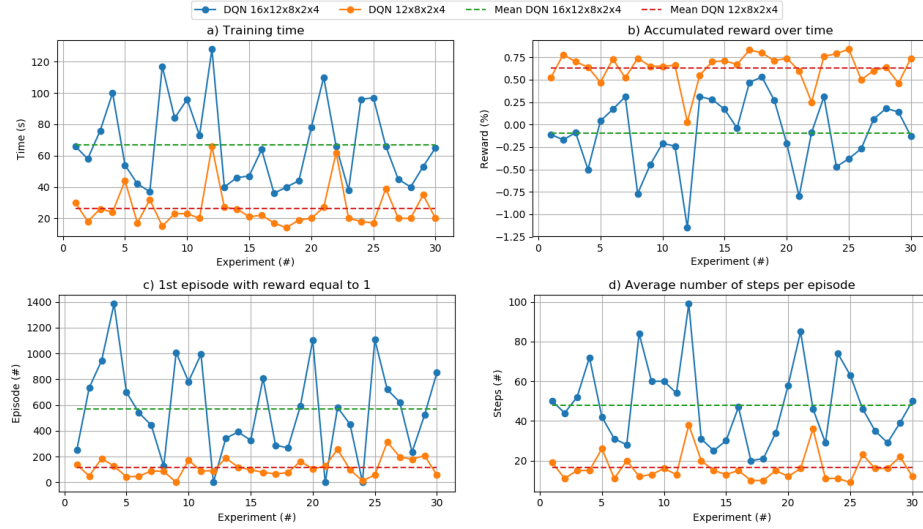 DQN 16x12x8x2x4 DQN 12x8x2x4 Mean DQN 16x12x8x2x4 Mean DQN 12x8x2x4
a) Training time
120
100
80
60
40
20
Time (s)
0 5 10 15 20 25 30
Experiment (#)
b) Accumulated reward over time
0.75
0.50
0.25
0.00
−0.25
−0.50
−0.75
−1.00
−1.25
Reward (%)
0 5 10 15 20 25 30
Experiment (#)
c) 1st episode with reward equal to 1
1400
1200
1000
800
600
400
200
0
Episode (#)
0 5 10 15 20 25 30
Experiment (#)
d) Average number of steps per episode
100
80
60
40
20
Steps (#)
0 5 10 15 20 25 30
Experiment (#)